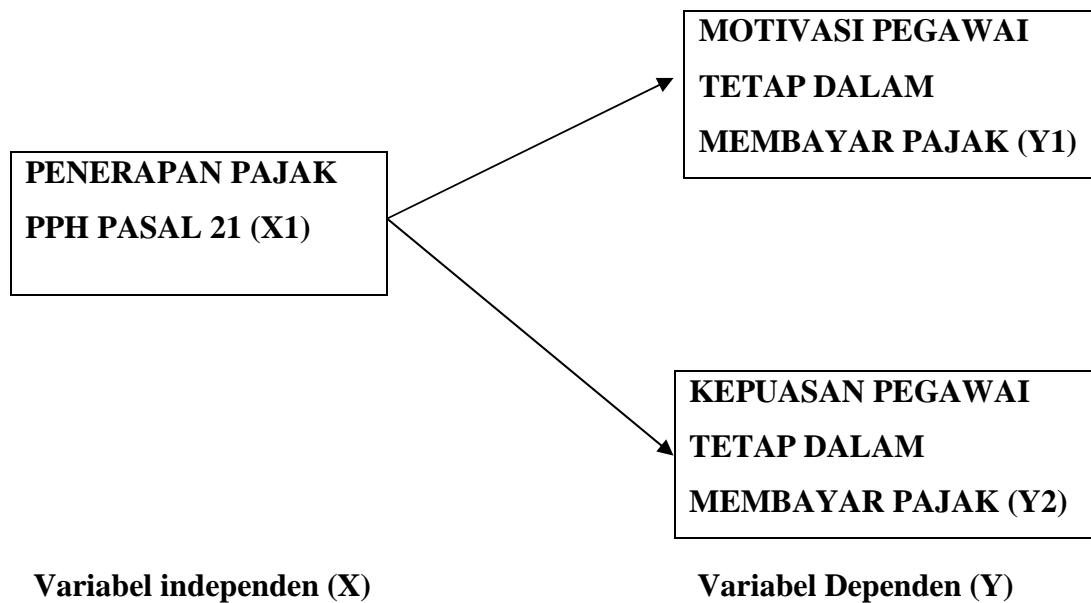 MOTIVASI PEGAWAI
TETAP DALAM
MEMBAYAR PAJAK (Y1)
PENERAPAN PAJAK
PPH PASAL 21 (X1)
KEPUASAN PEGAWAI
TETAP DALAM
MEMBAYAR PAJAK (Y2)
Variabel independen (X)
Variabel Dependen (Y)